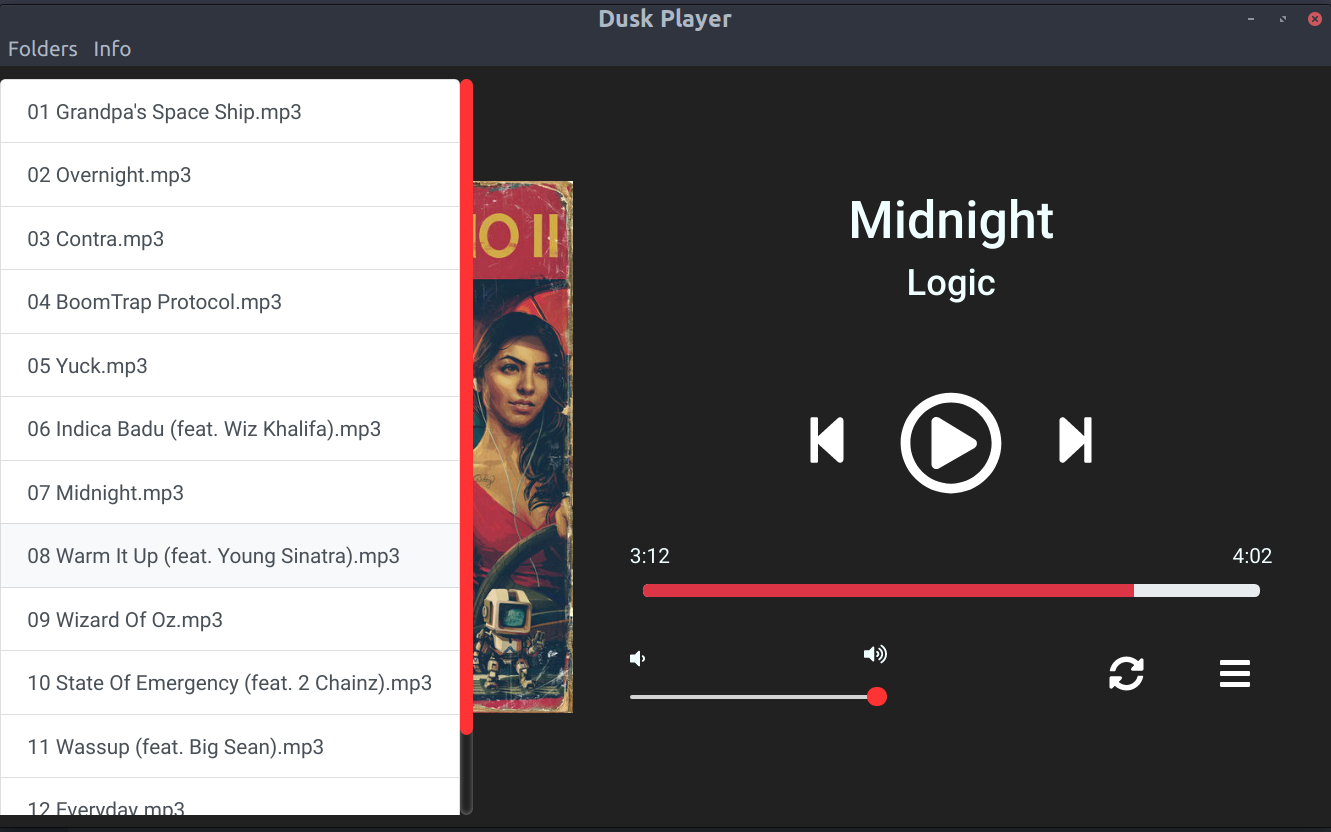 Dusk Player
Folders Info
01 Grandpa's Space Ship.mp3
02 Overnight.mp3
03 Contra.mp3
04 BoomTrap Protocol.mp3
05 Yuck.mp3
06 Indica Badu (feat. Wiz Khalifa).mp3
07 Midnight.mp3
08 Warm It Up (feat. Young Sinatra).mp3
09 Wizard Of Oz.mp3
10 State Of Emergency (feat. 2 Chainz).mp3
11 Wassup (feat. Big Sean).mp3
12 Everyday.mp3
O II
Midnight
Logic
3:12 4:02